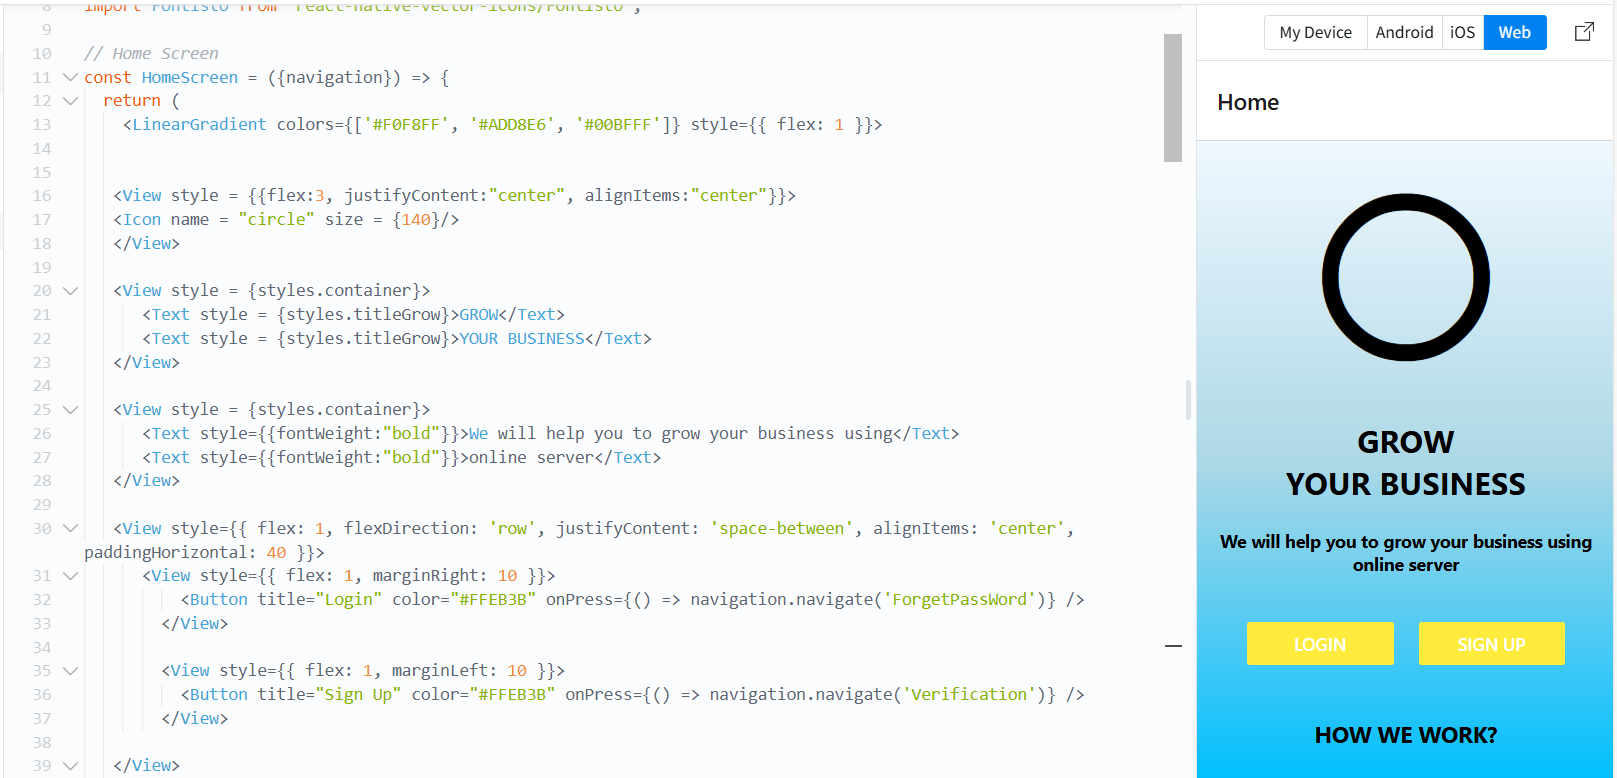 8 import Fontisto from 'react-native-vector-icons/Fontisto';
9
10 // Home Screen
11 const HomeScreen = ({navigation}) => {
12 return (
13 <LinearGradient colors={['#F0F8FF', '#ADD8E6', '#00BFFF']} style={{ flex: 1 }}>
14
15
16 <View style = {{flex:3, justifyContent:"center", alignItems:"center"}}>
17 <Icon name = "circle" size = {140}/>
18 </View>
19
20 <View style = {styles.container}>
21 <Text style = {styles.titleGrow}>GROW</Text>
22 <Text style = {styles.titleGrow}>YOUR BUSINESS</Text>
23 </View>
24
25 <View style = {styles.container}>
26 <Text style={{fontWeight:"bold"}}>We will help you to grow your business using</Text>
27 <Text style={{fontWeight:"bold"}}>online server</Text>
28 </View>
29
30 <View style={{ flex: 1, flexDirection: 'row', justifyContent: 'space-between', alignItems: 'center',
paddingHorizontal: 40 }}>
31 <View style={{ flex: 1, marginRight: 10 }}>
32 <Button title="Login" color="#FFEB3B" onPress={() => navigation.navigate('ForgetPassWord')} />
33 </View>
34
35 <View style={{ flex: 1, marginLeft: 10 }}>
36 <Button title="Sign Up" color="#FFEB3B" onPress={() => navigation.navigate('Verification')} />
37 </View>
38
39 </View>
My Device Android iOS Web
Home
GROW
YOUR BUSINESS
We will help you to grow your business using
online server
LOGIN SIGN UP
HOW WE WORK?